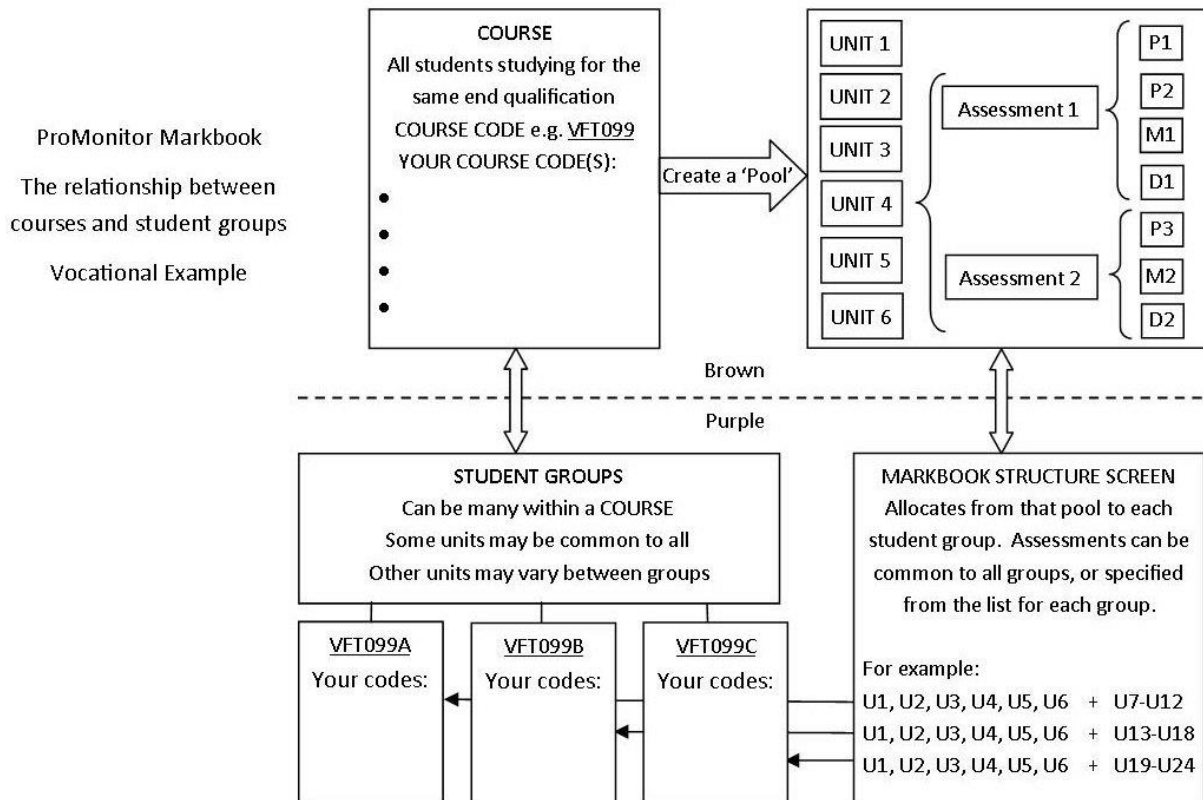 ProMonitor Markbook
The relationship between
courses and student groups
Vocational Example
COURSE
All students studying for the
same end qualification
COURSE CODE e.g. VFT099
YOUR COURSE CODE(S):
•
•
•
•
Create a ‘Pool’
UNIT 1
UNIT 2
UNIT 3
UNIT 4
UNIT 5
UNIT 6
Assessment 1
Assessment 2
P1
P2
M1
D1
P3
M2
D2
Brown
Purple
STUDENT GROUPS
Can be many within a COURSE
Some units may be common to all
Other units may vary between groups
VFT099A
Your codes:
VFT099B
Your codes:
VFT099C
Your codes:
MARKBOOK STRUCTURE SCREEN
Allocates from that pool to each
student group. Assessments can be
common to all groups, or specified
from the list for each group.
For example:
U1, U2, U3, U4, U5, U6 + U7-U12
U1, U2, U3, U4, U5, U6 + U13-U18
U1, U2, U3, U4, U5, U6 + U19-U24